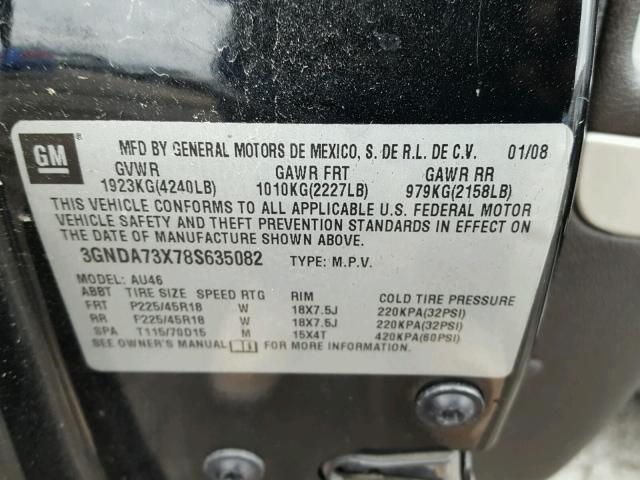 GM ® MFD BY GENERAL MOTORS DE MEXICO, S. DE R.L. DE C.V. 01/08
GVWR GAWR FRT GAWR RR
1923KG(4240LB) 1010KG(2227LB) 979KG(2158LB)
THIS VEHICLE CONFORMS TO ALL APPLICABLE U.S. FEDERAL MOTOR
VEHICLE SAFETY AND THEFT PREVENTION STANDARDS IN EFFECT ON
THE DATE OF MANUFACTURE SHOWN ABOVE.
3GNDA73X78S635082 TYPE: M.P.V.
MODEL: AU46
ABBT TIRE SIZE SPEED RTG RIM COLD TIRE PRESSURE
FRT P225/45R18 W 18X7.5J 220KPA(32PSI)
RR P225/45R18 W 18X7.5J 220KPA(32PSI)
SPA T115/70D15 M 15X4T 420KPA(60PSI)
SEE OWNER'S MANUAL FOR MORE INFORMATION.